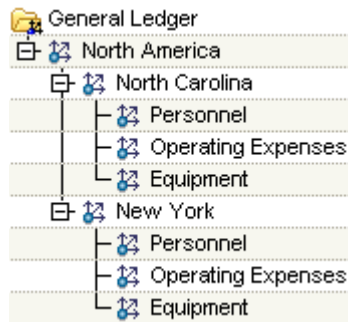 General Ledger
North America
North Carolina
Personnel
Operating Expenses
Equipment
New York
Personnel
Operating Expenses
Equipment